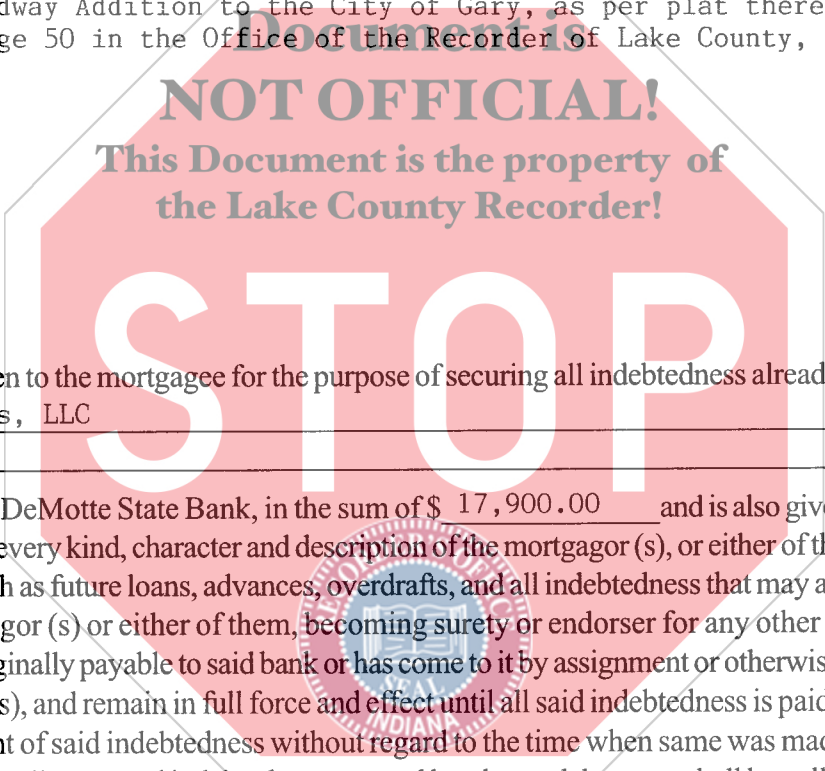 dway Addition to the City of Gary, as per plat there
ge 50 in the Office of the Recorder of Lake County,
Document is
NOT OFFICIAL!
This Document is the property of
the Lake County Recorder!
STOP
en to the mortgagee for the purpose of securing all indebtedness alread
s, LLC
DeMotte State Bank, in the sum of $ 17,900.00 and is also give
every kind, character and description of the mortgagor (s), or either of th
h as future loans, advances, overdrafts, and all indebtedness that may a
gor (s) or either of them, becoming surety or endorser for any other
ginally payable to said bank or has come to it by assignment or otherwis
s), and remain in full force and effect until all said indebtedness is paid
nt of said indebtedness without regard to the time when same was mad
SEAL
INDIANA